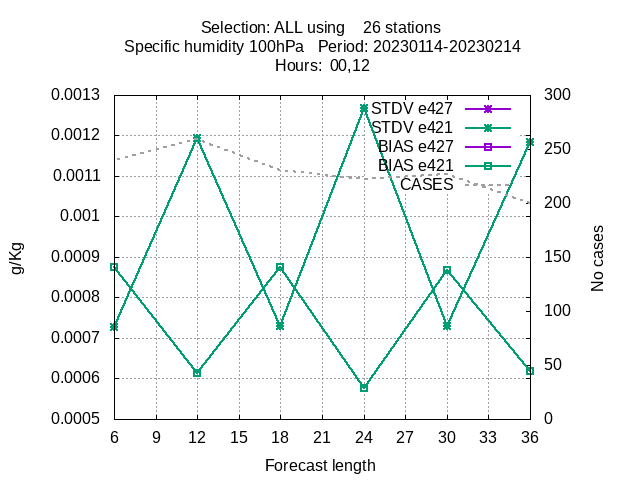 Selection: ALL using    26 stations
Specific humidity 100hPa   Period: 20230114-20230214
Hours:  00,12
0.0013
0.0012
0.0011
0.001
0.0009
0.0008
0.0007
0.0006
0.0005
g/Kg
STDV e427
STDV e421
BIAS e427
BIAS e421
CASES
300
250
200
150
100
50
0
No cases
6 9 12 15 18 21 24 27 30 33 36
Forecast length